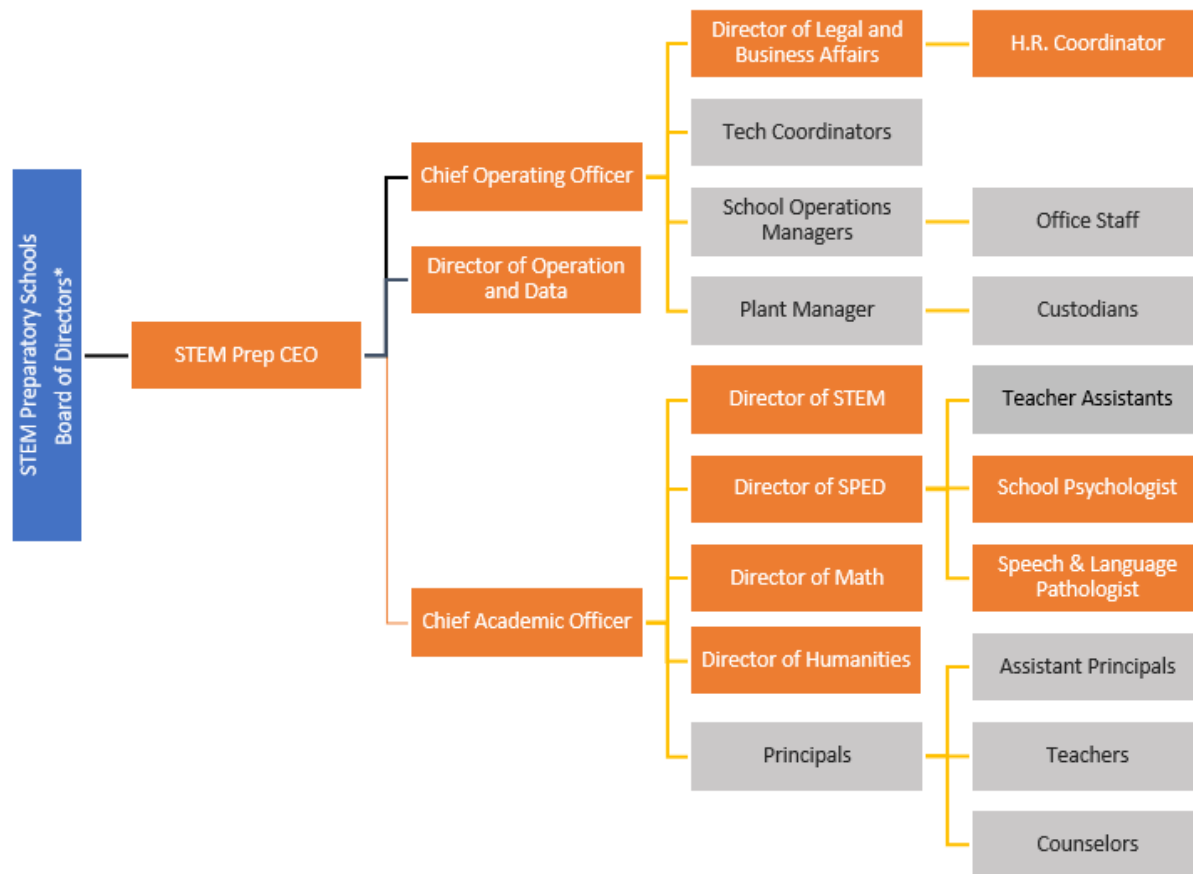 STEM Preparatory Schools
Board of Directors*
STEM Prep CEO
Chief Operating Officer
Director of Operation
and Data
Chief Academic Officer
Director of Legal and
Business Affairs
H.R. Coordinator
Tech Coordinators
School Operations
Managers
Office Staff
Plant Manager
Custodians
Director of STEM
Director of SPED
Teacher Assistants
School Psychologist
Speech & Language
Pathologist
Director of Math
Director of Humanities
Principals
Assistant Principals
Teachers
Counselors